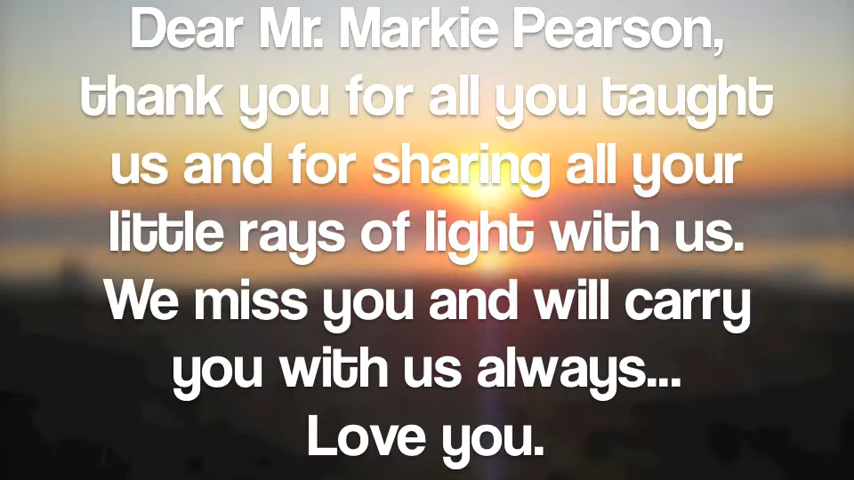 Dear Mr. Markie Pearson,
thank you for all you taught
us and for sharing all your
little rays of light with us.
We miss you and will carry
you with us always...
Love you.